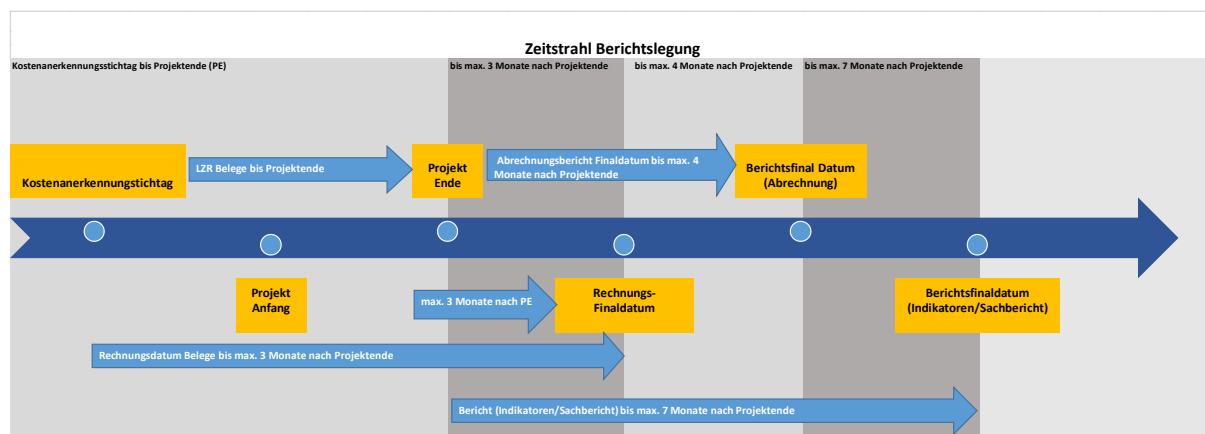 Zeitstrahl Berichtslegung
Kostenanerkennungsstichtag bis Projektende (PE)
bis max. 3 Monate nach Projektende
bis max. 4 Monate nach Projektende
bis max. 7 Monate nach Projektende
Kostenanerkennungstichtag
LZR Belege bis Projektende
Projekt
Ende
Abrechnungsbericht Finaldatum bis max. 4
Monate nach Projektende
Berichtsfinal Datum
(Abrechnung)
Projekt
Anfang
max. 3 Monate nach PE
Rechnungs-
Finaldatum
Berichtsfinaldatum
(Indikatoren/Sachbericht)
Rechnungsdatum Belege bis max. 3 Monate nach Projektende
Bericht (Indikatoren/Sachbericht) bis max. 7 Monate nach Projektende